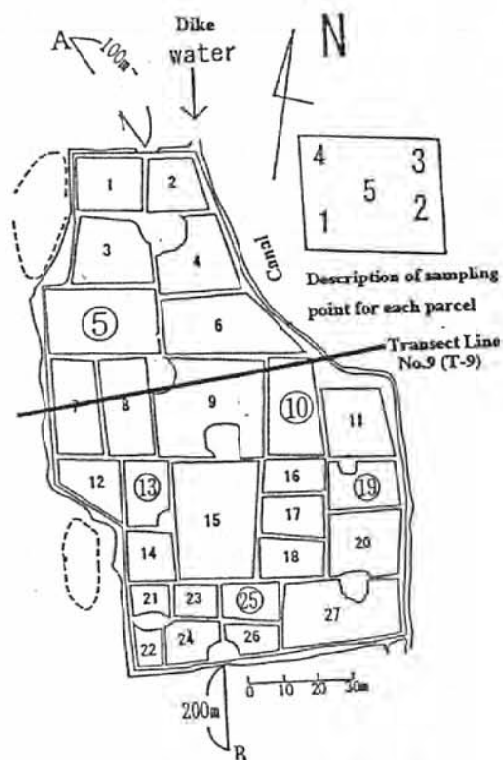 Dike
water
N
A
100m
4
3
5
1
2
Canal
Description of sampling
point for each parcel
Transect Line
No.9 (T-9)
1
2
3
4
5
6
7
8
9
10
11
12
13
14
15
16
17
18
19
20
21
22
23
24
25
26
27
0 10 20 30m
200m
B